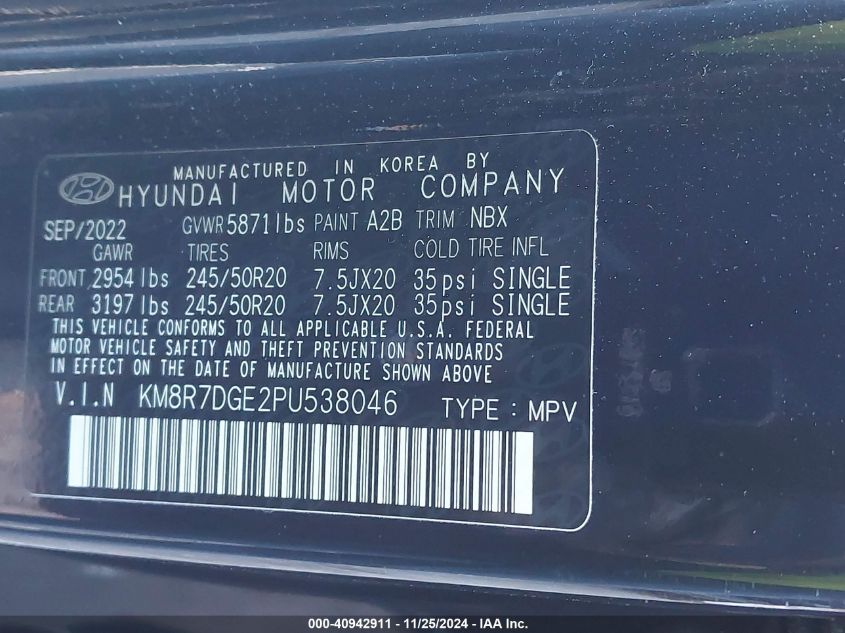 MANUFACTURED IN KOREA BY
HYUNDAI MOTOR COMPANY
SEP/2022 GVWR 5871lbs PAINT A2B TRIM NBX
GAWR TIRES RIMS COLD TIRE INFL
FRONT 2954 lbs 245/50R20 7.5JX20 35psi SINGLE
REAR 3197 lbs 245/50R20 7.5JX20 35psi SINGLE
THIS VEHICLE CONFORMS TO ALL APPLICABLE U.S.A. FEDERAL
MOTOR VEHICLE SAFETY AND THEFT PREVENTION STANDARDS
IN EFFECT ON THE DATE OF MANUFACTURE SHOWN ABOVE
V.I.N KM8R7DGE2PU538046 TYPE : MPV
000-40942911 - 11/25/2024 - IAA Inc.